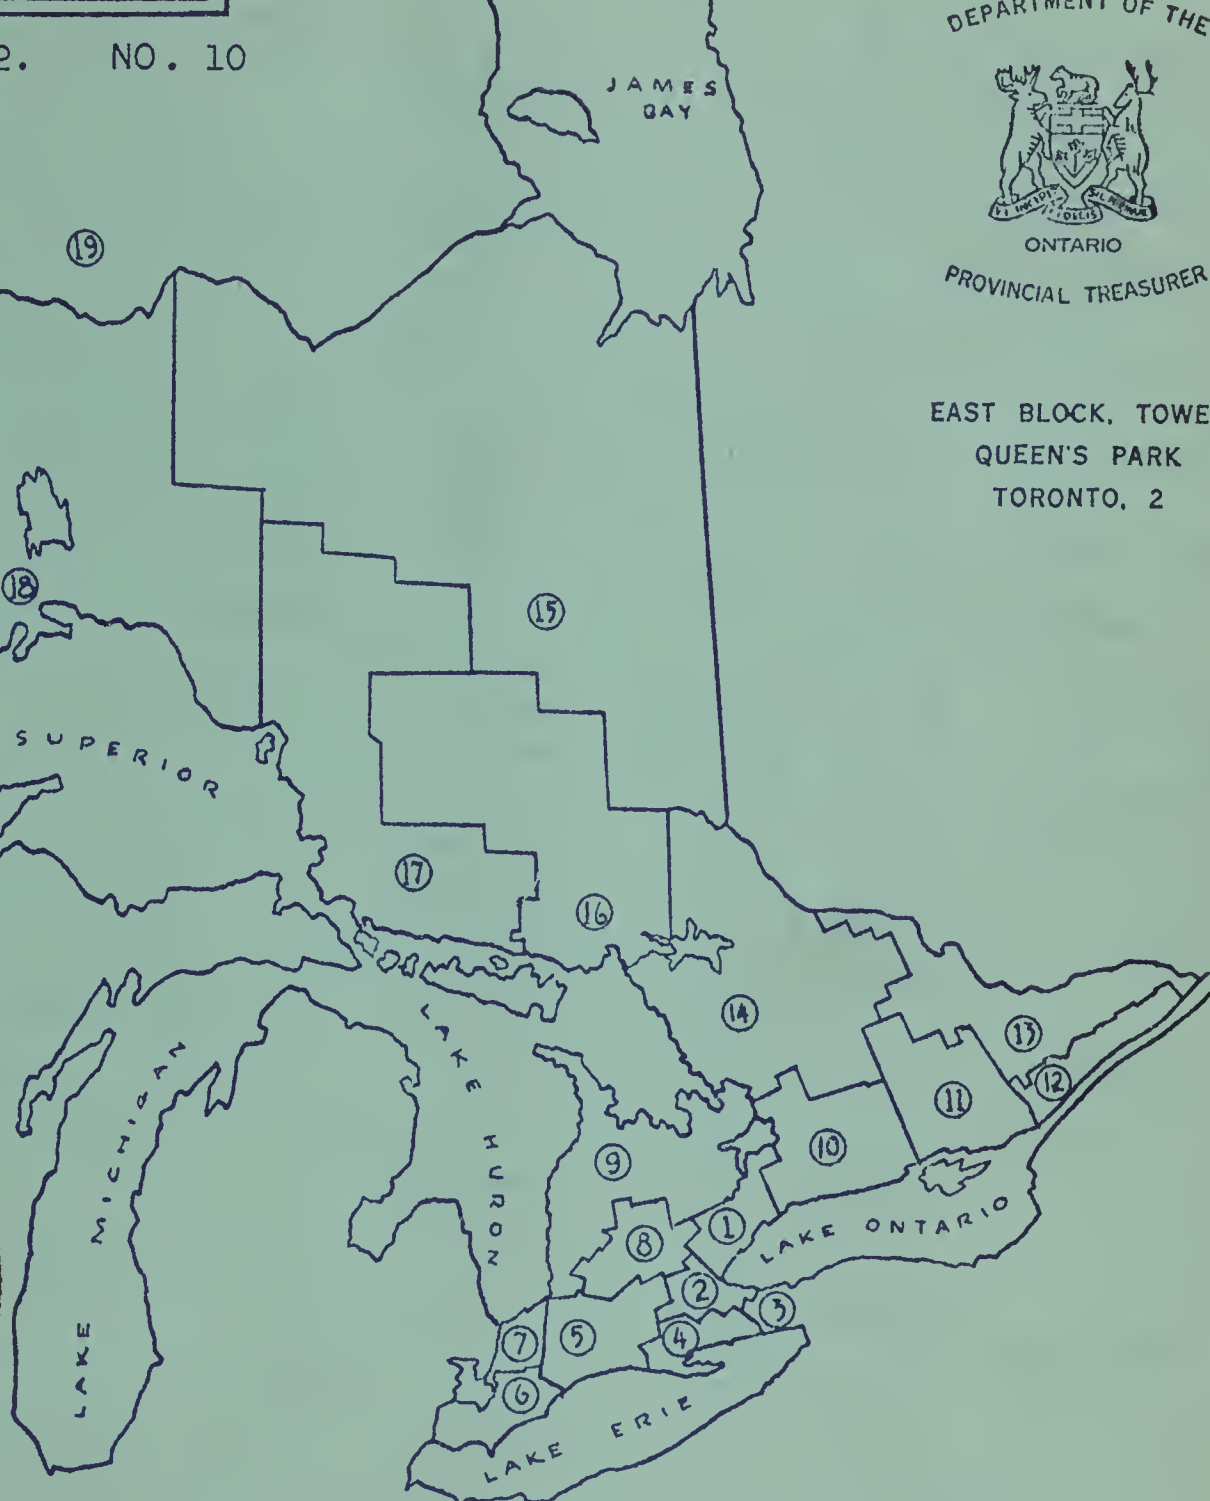 2. NO. 10
DEPARTMENT OF THE
ONTARIO
PROVINCIAL TREASURER
EAST BLOCK, TOWE
QUEEN'S PARK
TORONTO, 2
JAMES
BAY
19
18
15
SUPERIOR
17
16
14
13
12
11
10
9
8
1
2
3
4
5
7
6
LAKE HURON
LAKE MICHIGAN
LAKE ONTARIO
LAKE ERIE